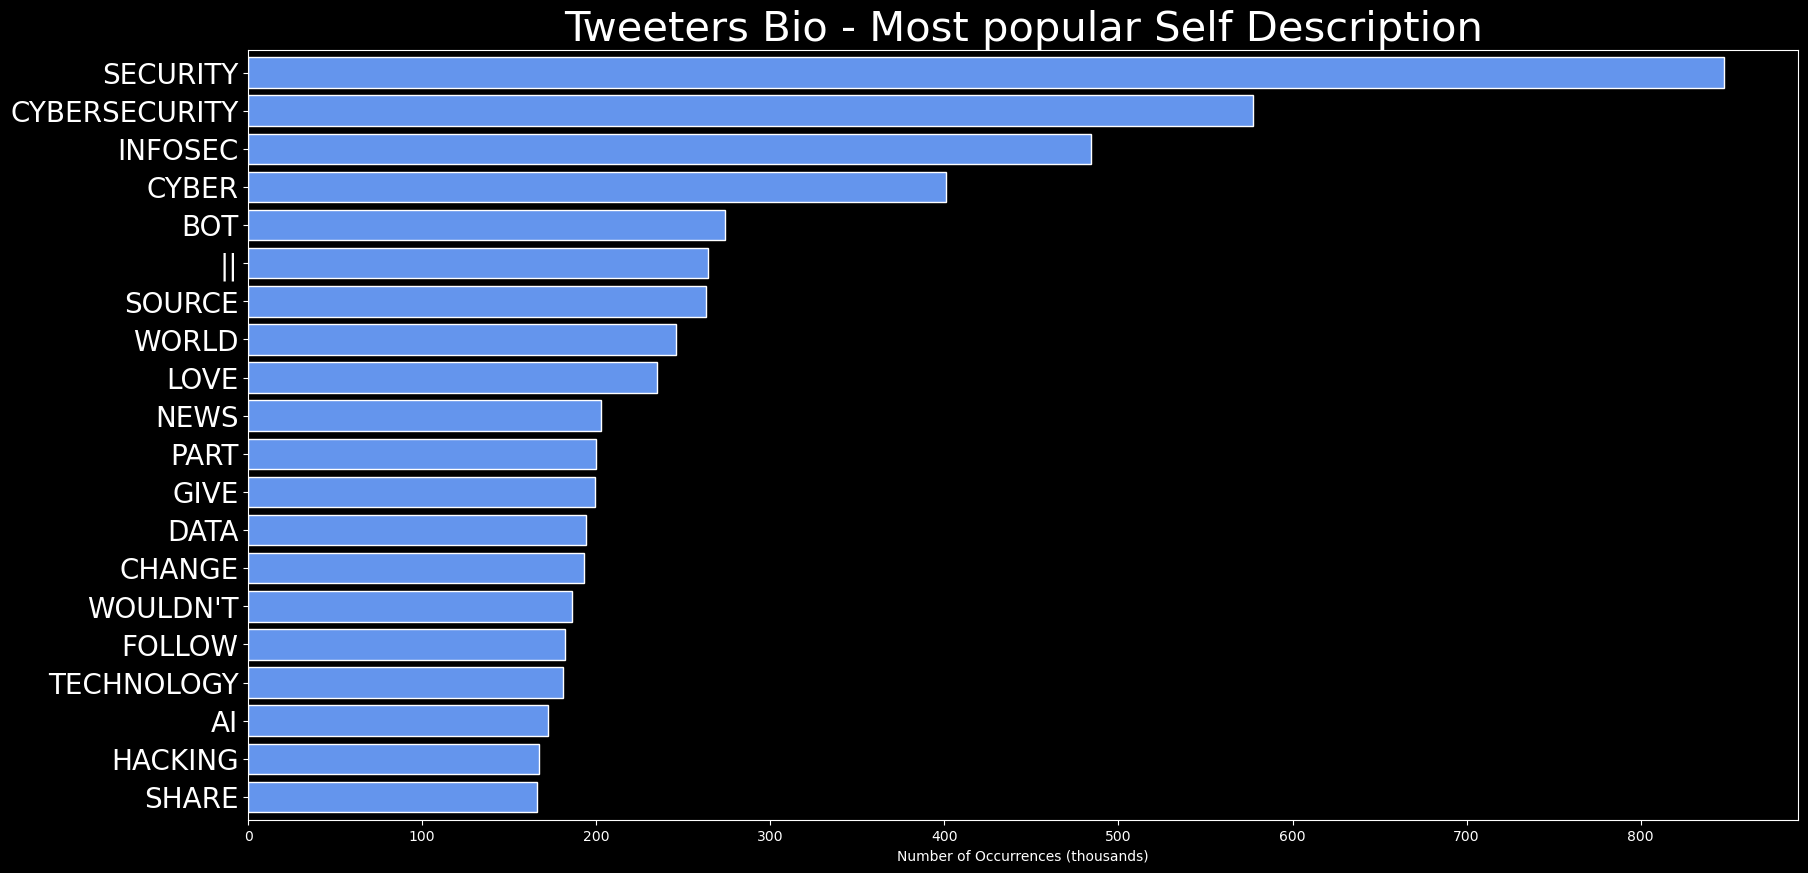 Tweeters Bio - Most popular Self Description
SECURITY
CYBERSECURITY
INFOSEC
CYBER
BOT
||
SOURCE
WORLD
LOVE
NEWS
PART
GIVE
DATA
CHANGE
WOULDN'T
FOLLOW
TECHNOLOGY
AI
HACKING
SHARE
0 100 200 300 400 500 600 700 800
Number of Occurrences (thousands)